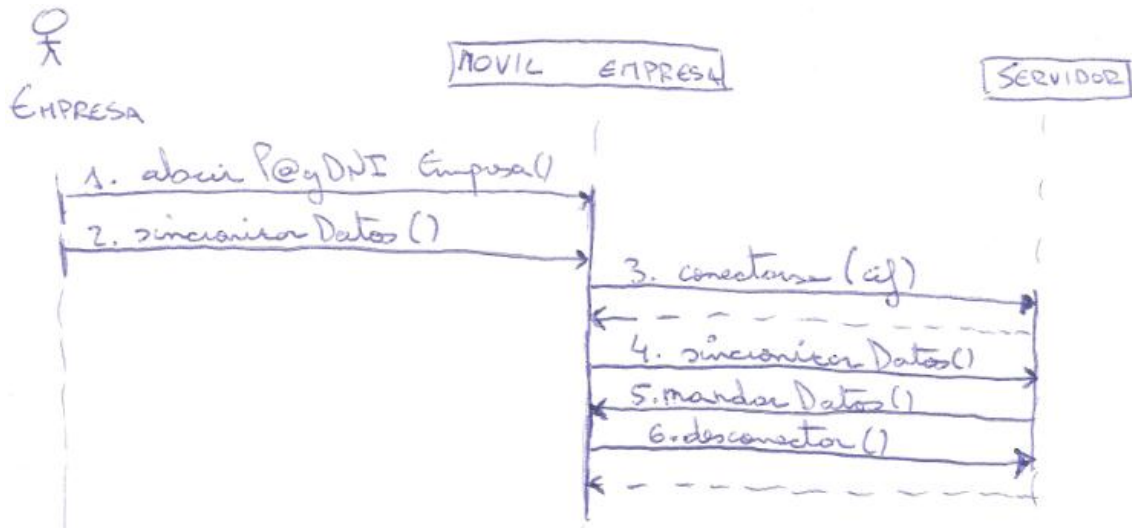 MOVIL EMPRESA
SERVIDOR
EMPRESA
1. abrir P@yDNI Empresa()
2. sincronizar Datos()
3. conectarse (cif)
4. sincronizar Datos()
5. mandar Datos()
6. desconectar()